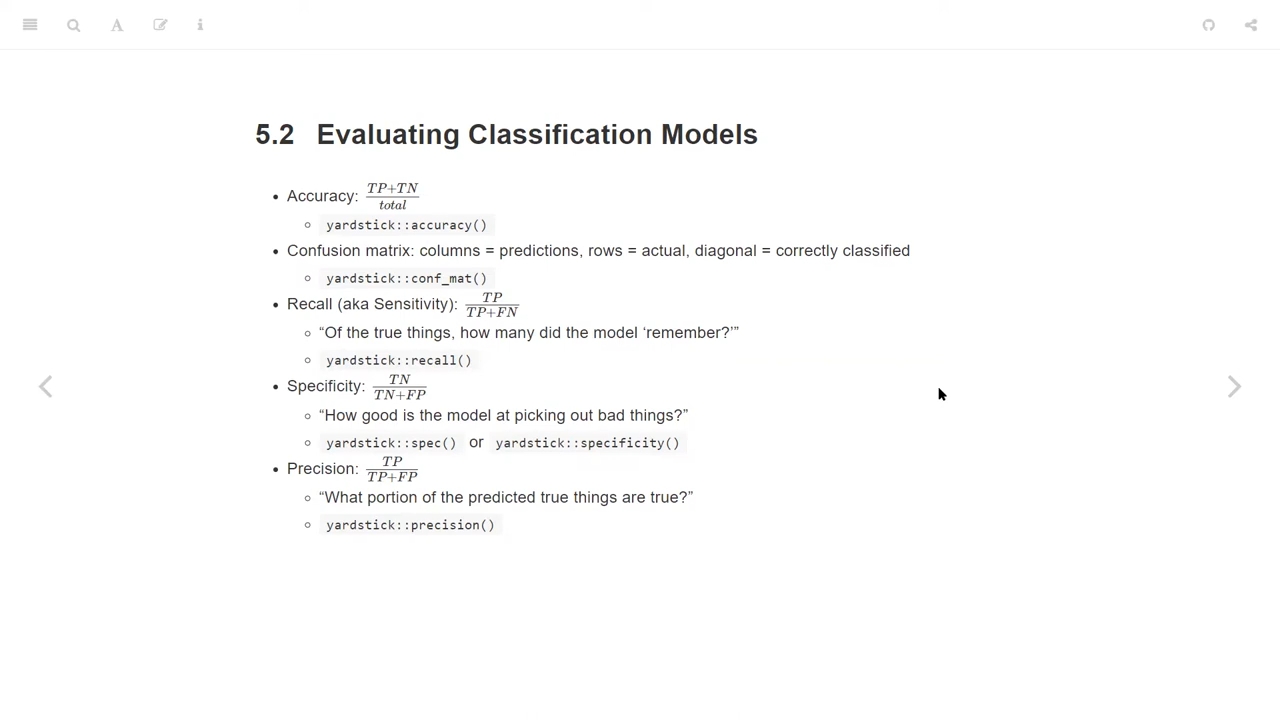 5.2 Evaluating Classification Models
Accuracy: TP+TN/total
yardstick::accuracy()
Confusion matrix: columns = predictions, rows = actual, diagonal = correctly classified
yardstick::conf_mat()
Recall (aka Sensitivity): TP/TP+FN
“Of the true things, how many did the model ‘remember?’”
yardstick::recall()
Specificity: TN/TN+FP
“How good is the model at picking out bad things?”
yardstick::spec() or yardstick::specificity()
Precision: TP/TP+FP
“What portion of the predicted true things are true?”
yardstick::precision()